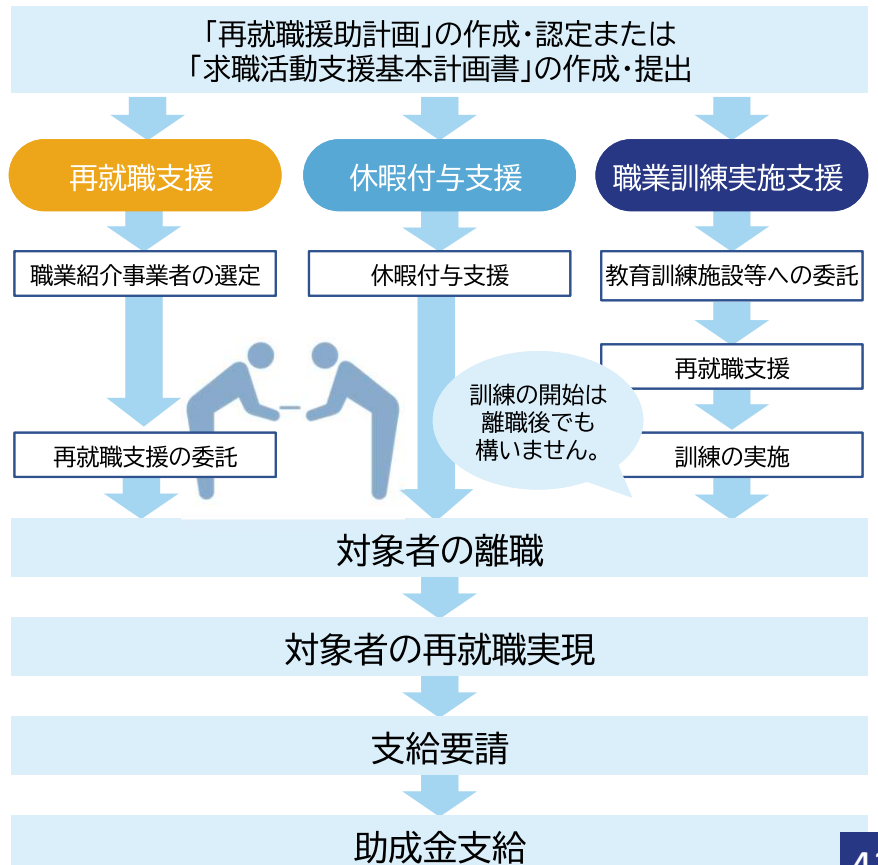 「再就職援助計画」の作成・認定または
「求職活動支援基本計画書」の作成・提出
再就職支援
職業紹介事業者の選定
再就職支援の委託
休暇付与支援
休暇付与支援
職業訓練実施支援
教育訓練施設等への委託
再就職支援
訓練の実施
訓練の開始は
離職後でも
構いません。
対象者の離職
対象者の再就職実現
支給要請
助成金支給